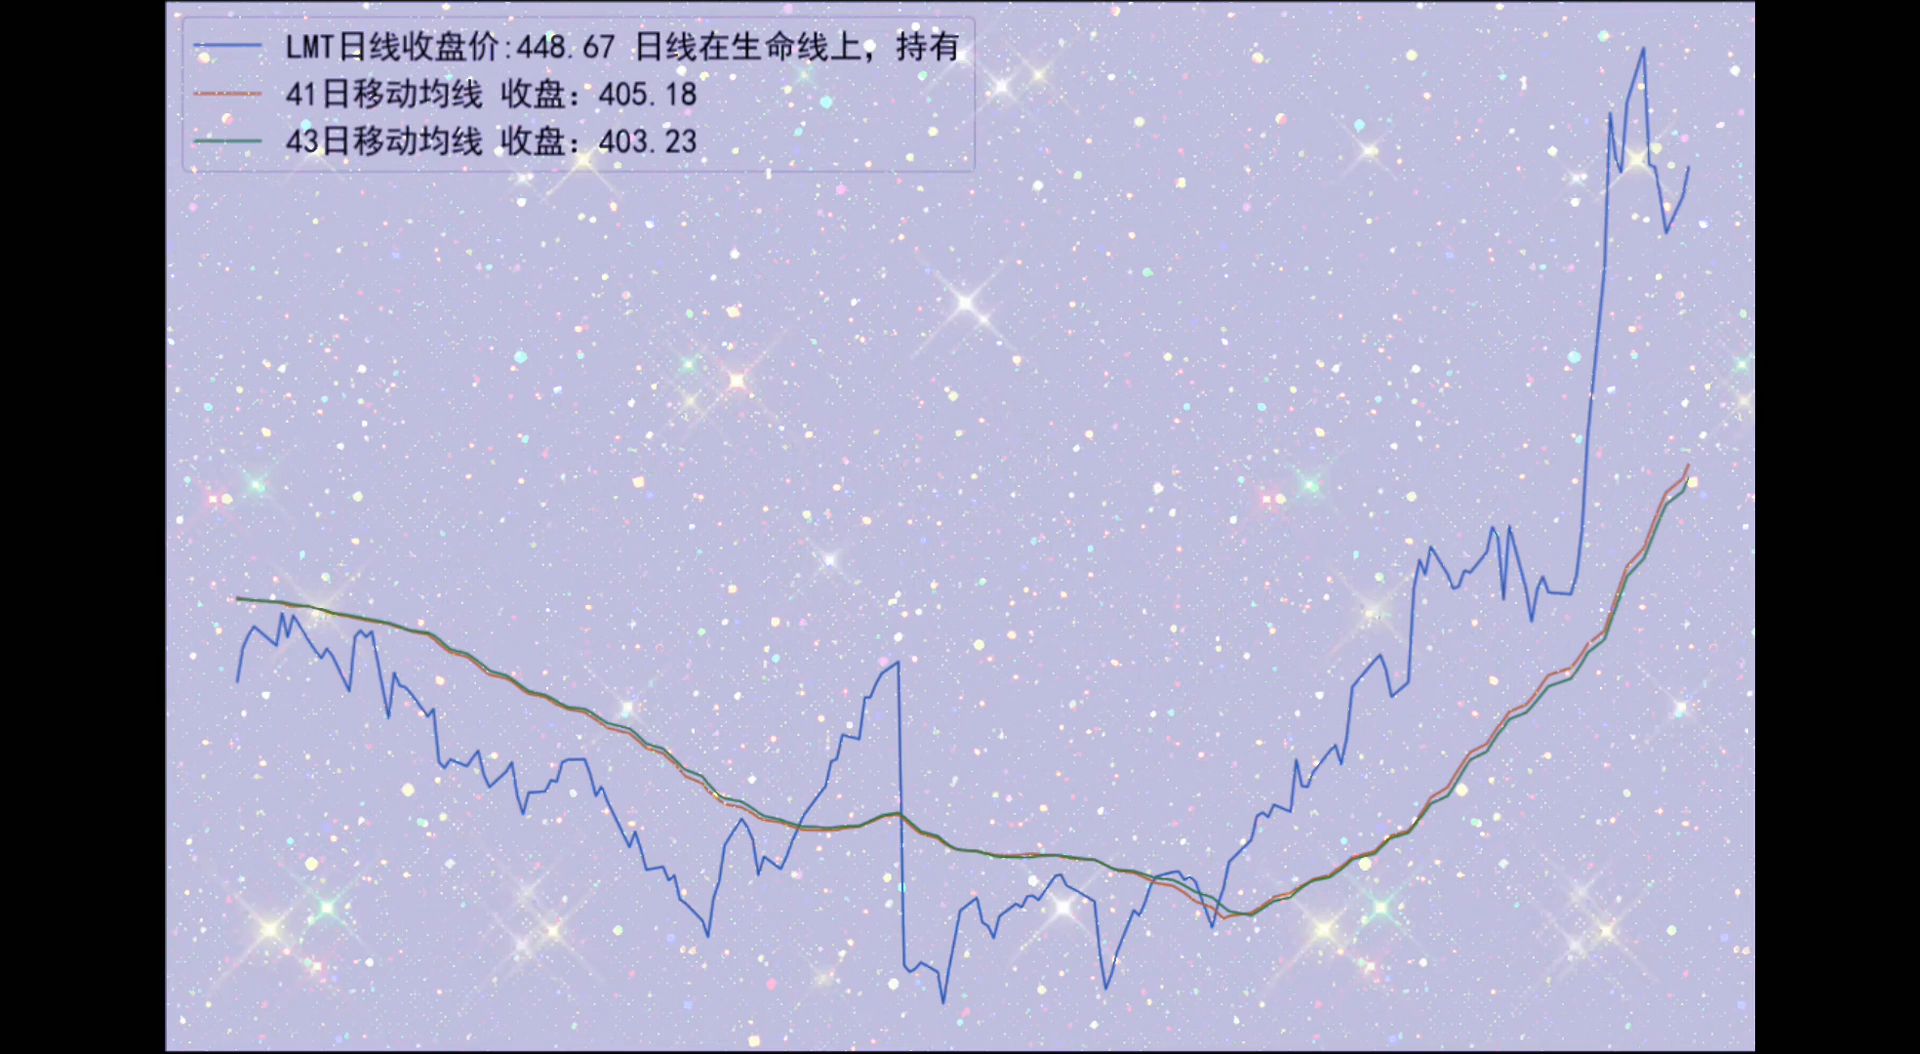 LMT日线收盘价:448.67 日线在生命线上，持有
41日移动均线 收盘：405.18
43日移动均线 收盘：403.23